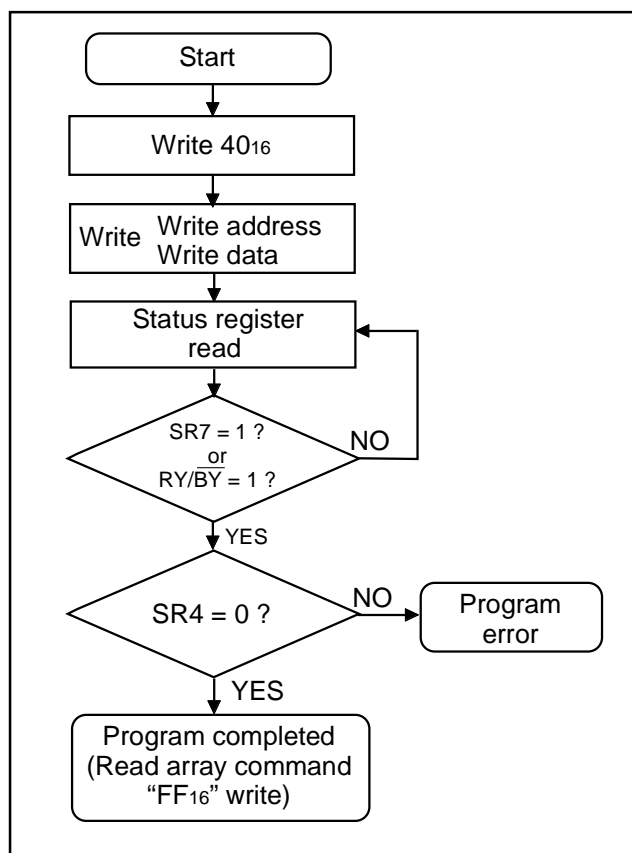 Start
Write 40₁₆
Write Write address
Write data
Status register
read
SR7 = 1 ?
or
RY/B̅Y̅ = 1 ?
NO
YES
SR4 = 0 ?
NO
Program
error
YES
Program completed
(Read array command
“FF₁₆” write)